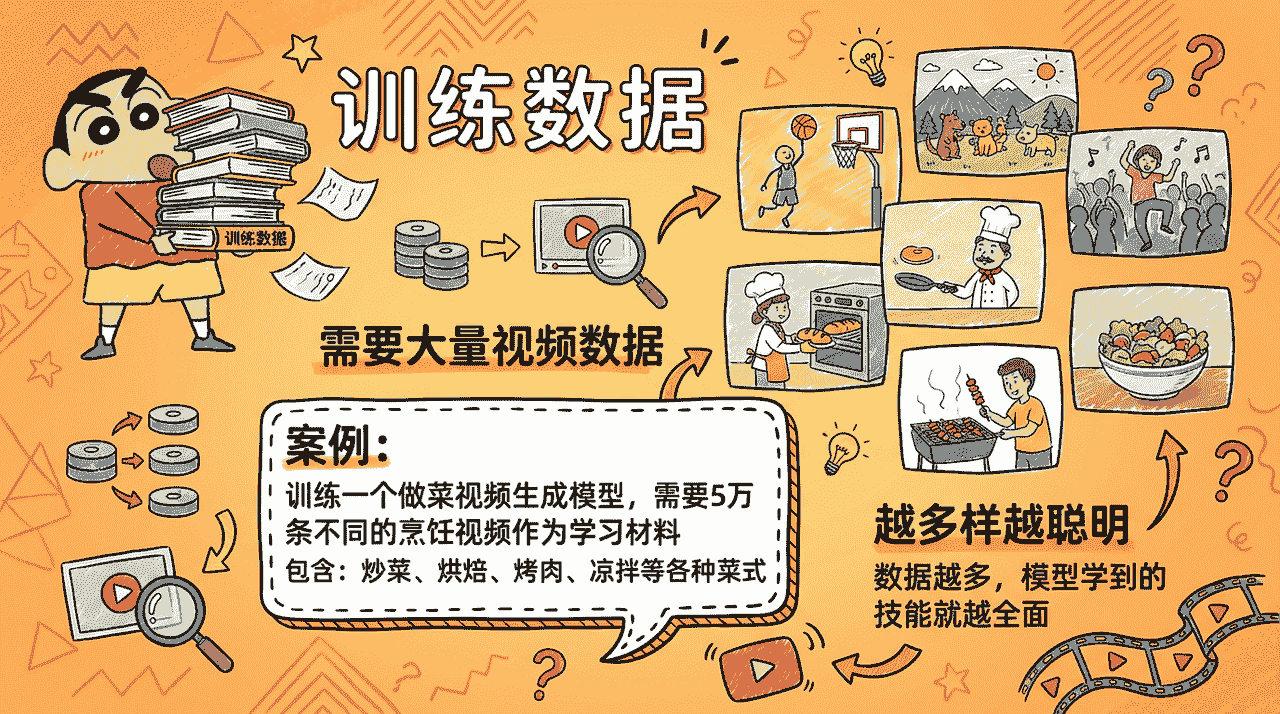 训练数据
训练数据
需要大量视频数据
案例：
训练一个做菜视频生成模型，需要5万
条不同的烹饪视频作为学习材料
包含：炒菜、烘焙、烤肉、凉拌等各种菜式
越多样越聪明
数据越多，模型学到的
技能就越全面